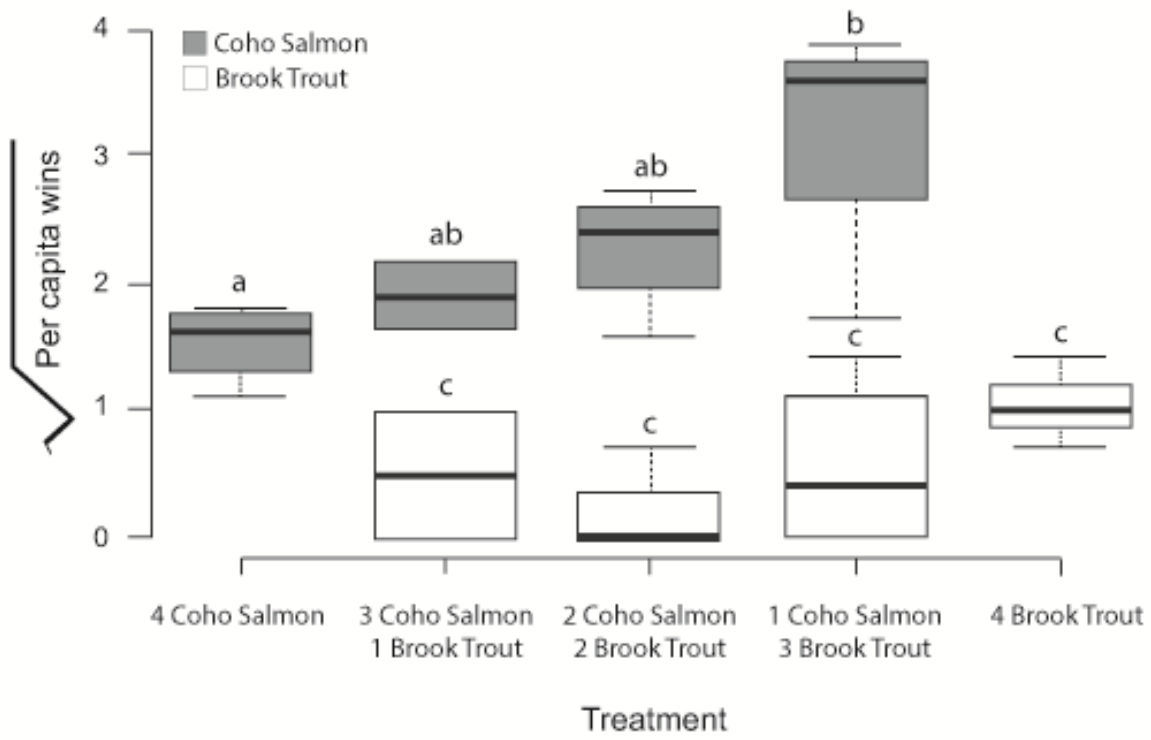 4
3
2
1
0
Per capita wins
Coho Salmon
Brook Trout
a
ab
c
ab
c
b
c
c
4 Coho Salmon
3 Coho Salmon
1 Brook Trout
2 Coho Salmon
2 Brook Trout
1 Coho Salmon
3 Brook Trout
4 Brook Trout
Treatment